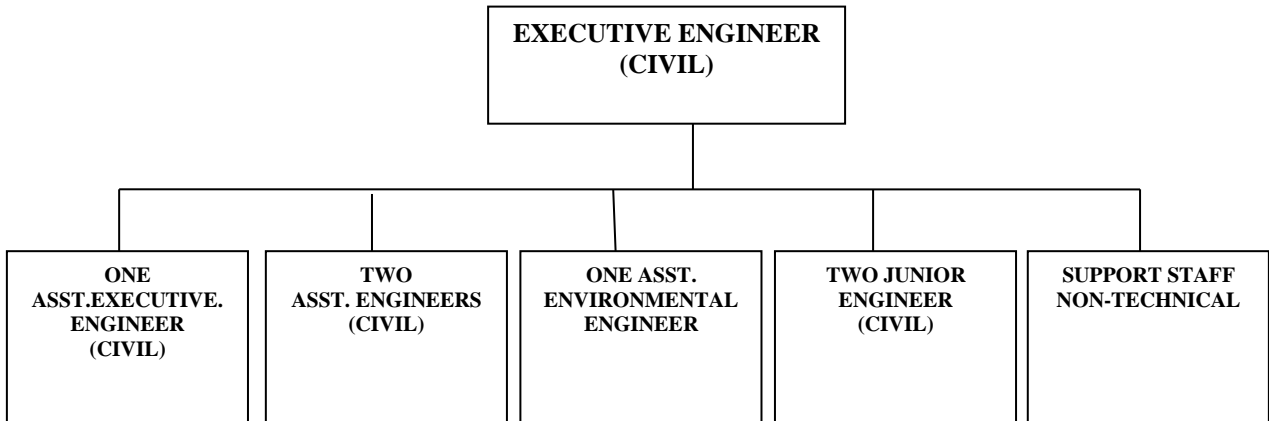 EXECUTIVE ENGINEER
(CIVIL)
ONE
ASST.EXECUTIVE.
ENGINEER
(CIVIL)
TWO
ASST. ENGINEERS
(CIVIL)
ONE ASST.
ENVIRONMENTAL
ENGINEER
TWO JUNIOR
ENGINEER
(CIVIL)
SUPPORT STAFF
NON-TECHNICAL